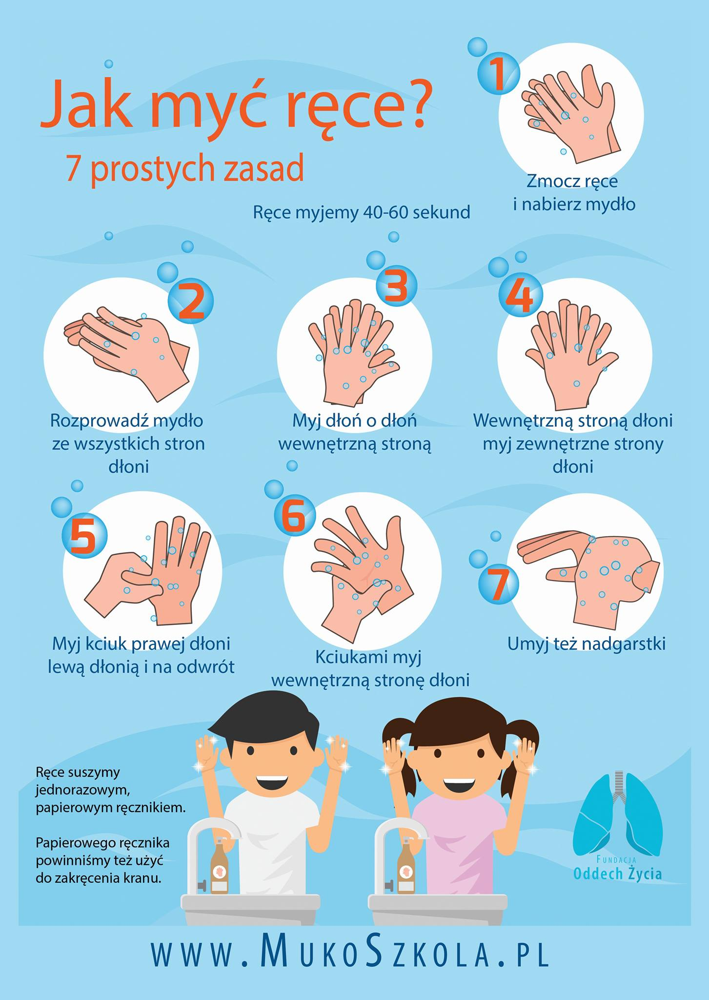 Jak myć ręce?
7 prostych zasad
Ręce myjemy 40-60 sekund
1
Zmocz ręce
i nabierz mydło
2
Rozprowadź mydło
ze wszystkich stron
dłoni
3
Myj dłoń o dłoń
wewnętrzną stroną
4
Wewnętrzną stroną dłoni
myj zewnętrzne strony
dłoni
5
Myj kciuk prawej dłoni
lewą dłonią i na odwrót
6
Kciukami myj
wewnętrzną stronę dłoni
7
Umyj też nadgarstki
Ręce suszymy
jednorazowym,
papierowym ręcznikiem.
Papierowego ręcznika
powinniśmy też użyć
do zakręcenia kranu.
FUNDACJA
Oddech Życia
www.MukoSzkola.pl